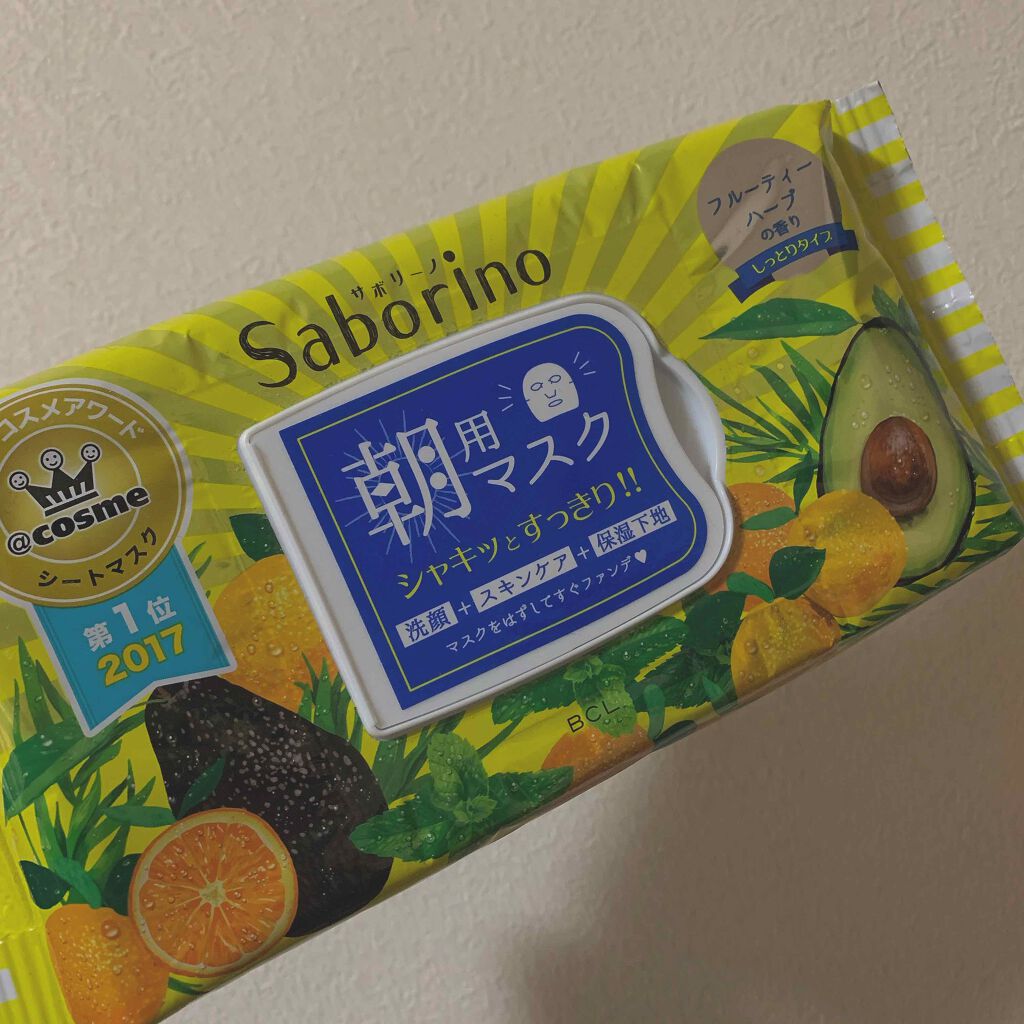 サボリーノ
Saborino
フルーティー
ハーブ
の香り
しっとりタイプ
コスメアワード
@cosme
シートマスク
第1位
2017
朝用マスク
シャキッとすっきり!!
洗顔+スキンケア+保湿下地
マスクをはずしてすぐファンデ♥
BCL